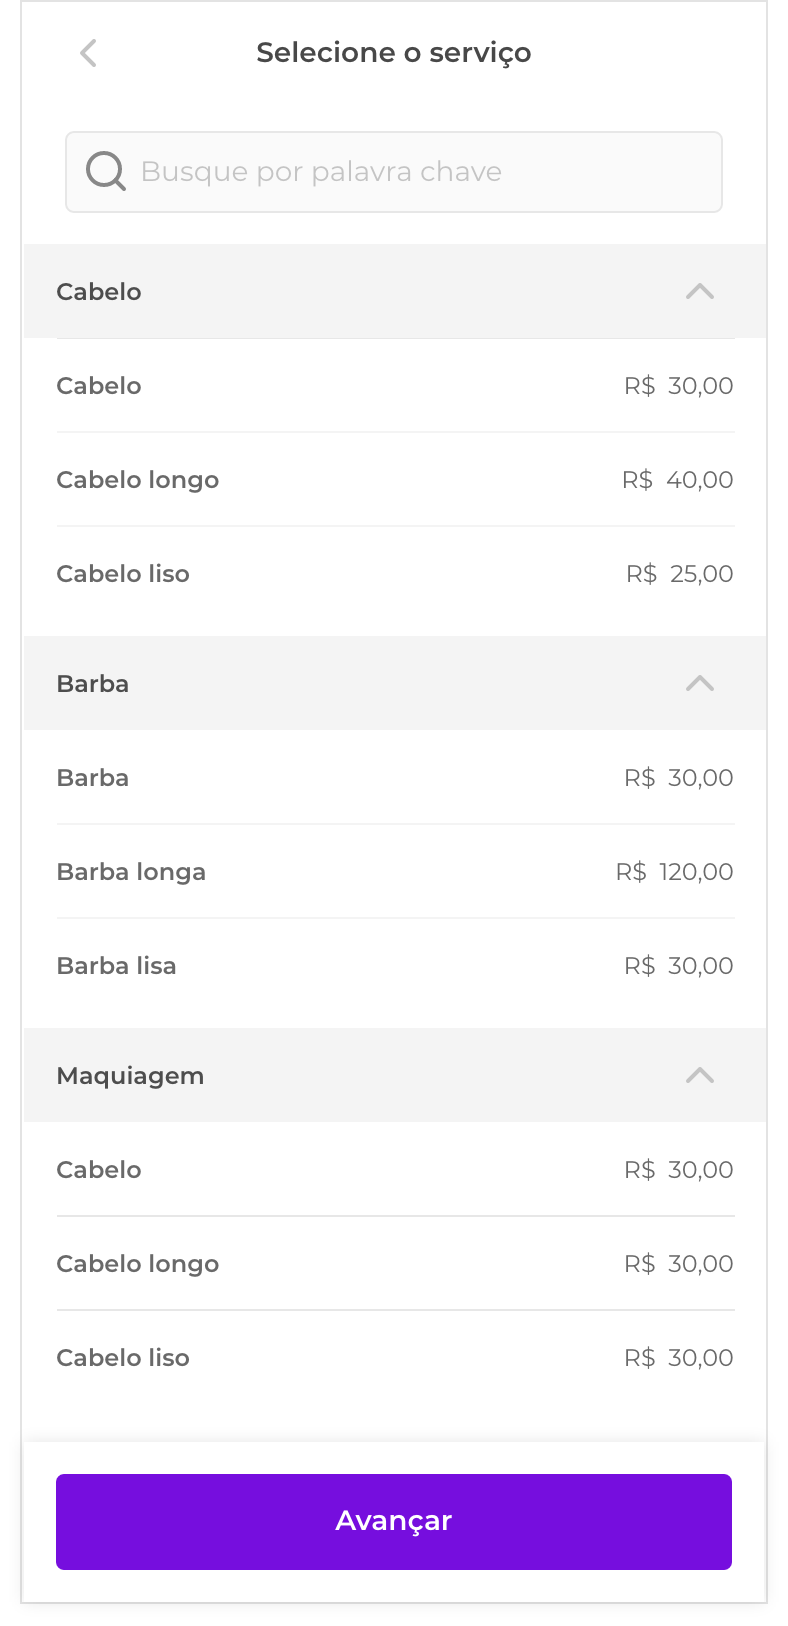 Selecione o serviço
Busque por palavra chave
Cabelo
Cabelo R$ 30,00
Cabelo longo R$ 40,00
Cabelo liso R$ 25,00
Barba
Barba R$ 30,00
Barba longa R$ 120,00
Barba lisa R$ 30,00
Maquiagem
Cabelo R$ 30,00
Cabelo longo R$ 30,00
Cabelo liso R$ 30,00
Avançar